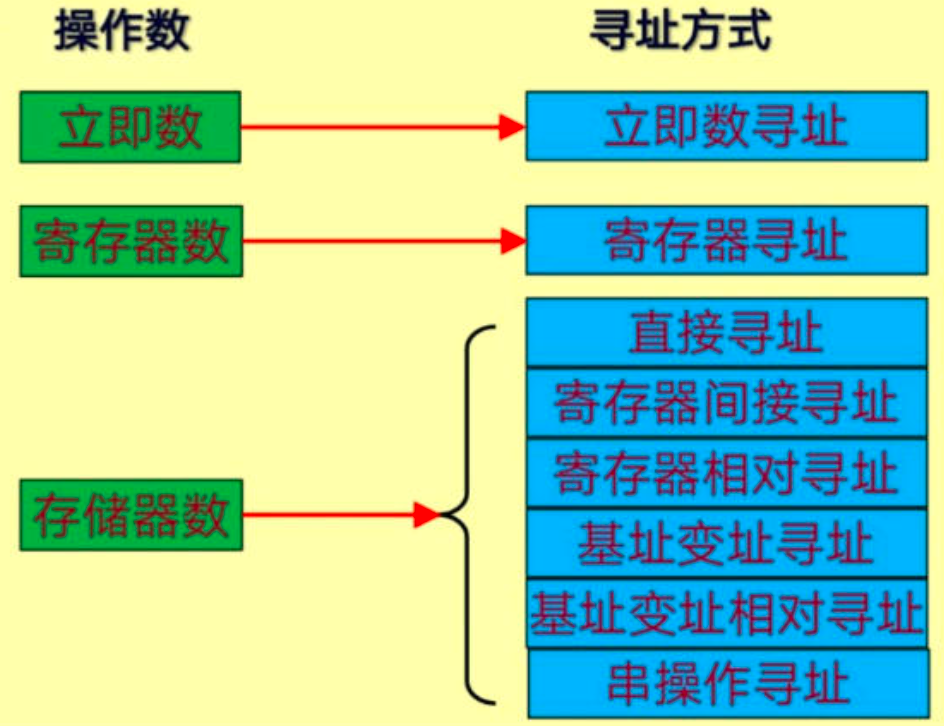 操作数 寻址方式
立即数 立即数寻址
寄存器数 寄存器寻址
直接寻址
寄存器间接寻址
寄存器相对寻址
存储器数
基址变址寻址
基址变址相对寻址
串操作寻址